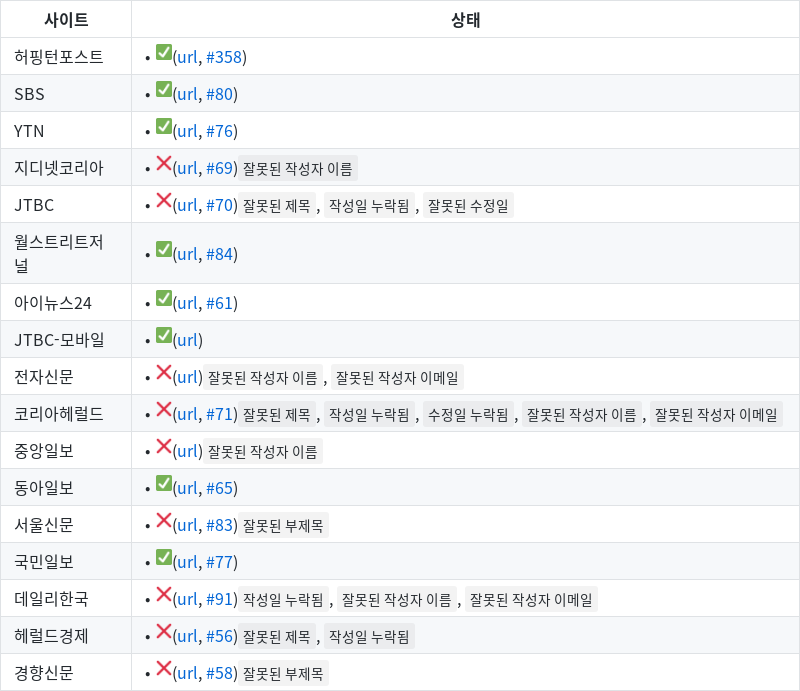 사이트 상태
허핑턴포스트 • ✅(url, #358)
SBS • ✅(url, #80)
YTN • ✅(url, #76)
지디넷코리아 • ❌(url, #69) 잘못된 작성자 이름
JTBC • ❌(url, #70) 잘못된 제목 , 작성일 누락됨 , 잘못된 수정일
월스트리트저
널 • ✅(url, #84)
아이뉴스24 • ✅(url, #61)
JTBC-모바일 • ✅(url)
전자신문 • ❌(url) 잘못된 작성자 이름 , 잘못된 작성자 이메일
코리아헤럴드 • ❌(url, #71) 잘못된 제목 , 작성일 누락됨 , 수정일 누락됨 , 잘못된 작성자 이름 , 잘못된 작성자 이메일
중앙일보 • ❌(url) 잘못된 작성자 이름
동아일보 • ✅(url, #65)
서울신문 • ❌(url, #83) 잘못된 부제목
국민일보 • ✅(url, #77)
데일리한국 • ❌(url, #91) 작성일 누락됨 , 잘못된 작성자 이름 , 잘못된 작성자 이메일
헤럴드경제 • ❌(url, #56) 잘못된 제목 , 작성일 누락됨
경향신문 • ❌(url, #58) 잘못된 부제목